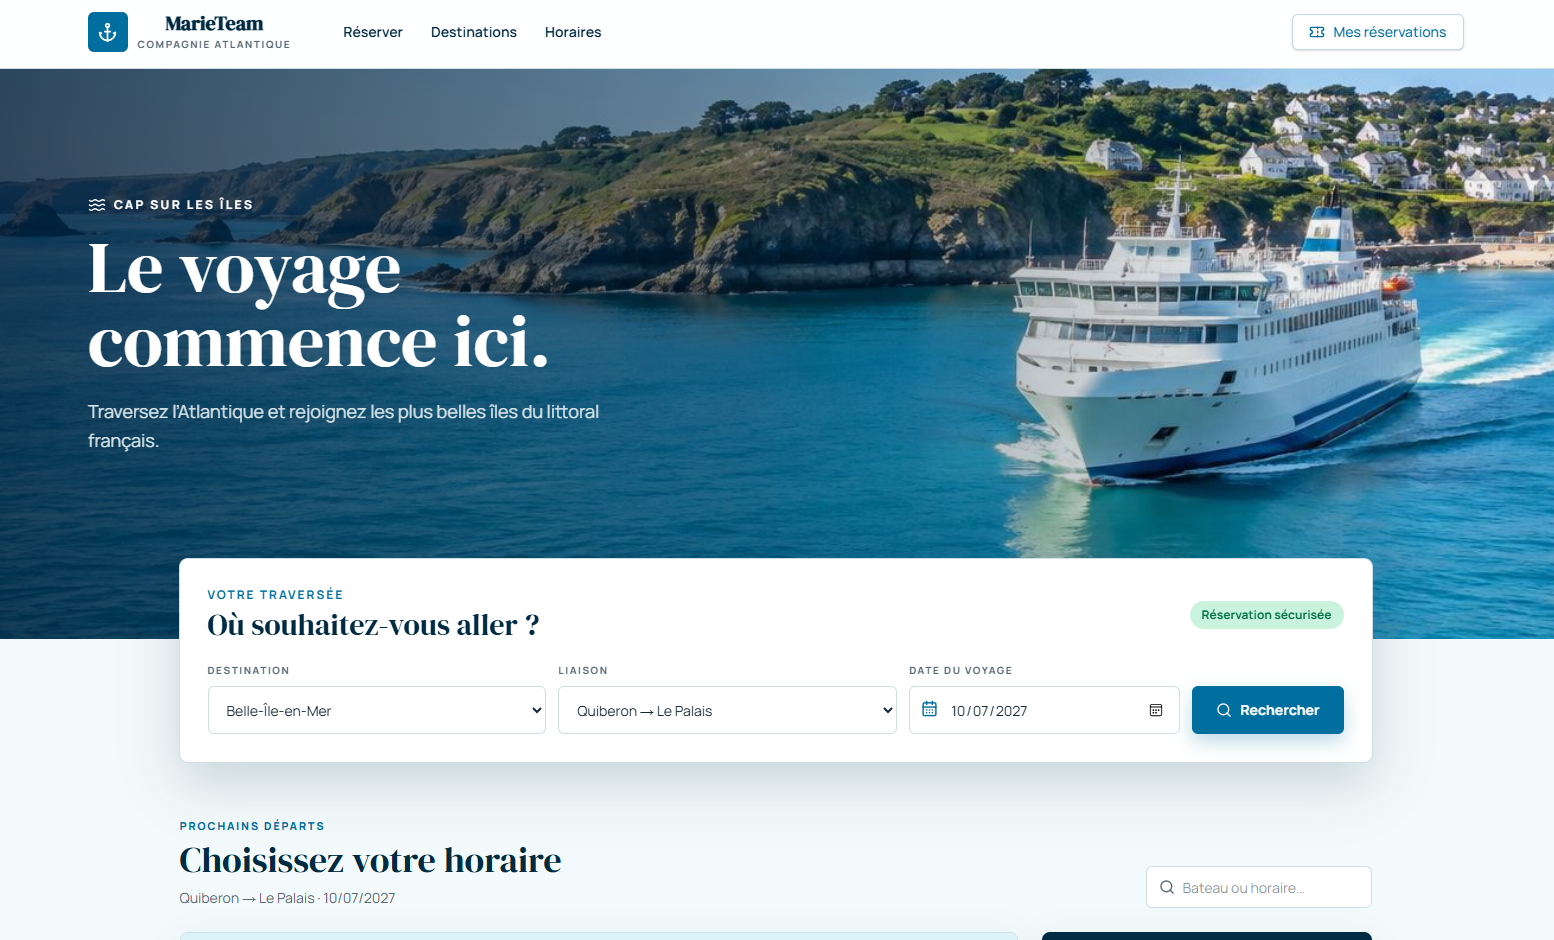 MarieTeam
COMPAGNIE ATLANTIQUE
Réserver
Destinations
Horaires
Mes réservations
CAP SUR LES ÎLES
Le voyage
commence ici.
Traversez l'Atlantique et rejoignez les plus belles îles du littoral
français.
VOTRE TRAVERSÉE
Où souhaitez-vous aller ?
Réservation sécurisée
DESTINATION
LIAISON
DATE DU VOYAGE
Belle-Île-en-Mer
Quiberon → Le Palais
10/07/2027
Rechercher
PROCHAINS DÉPARTS
Choisissez votre horaire
Quiberon → Le Palais · 10/07/2027
Bateau ou horaire...